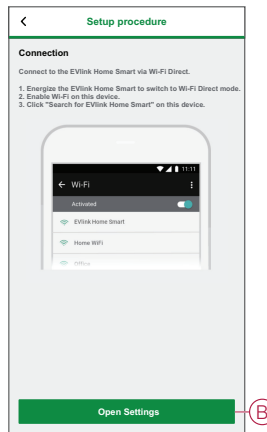 Setup procedure
Connection
Connect to the EVlink Home Smart via Wi-Fi Direct.
1. Energize the EVlink Home Smart to switch to Wi-Fi Direct mode.
2. Enable Wi-Fi on this device.
3. Click "Search for EVlink Home Smart" on this device.
11:11
Wi-Fi
Activated
EVlink Home Smart
Home WiFi
Offline
Open Settings
B